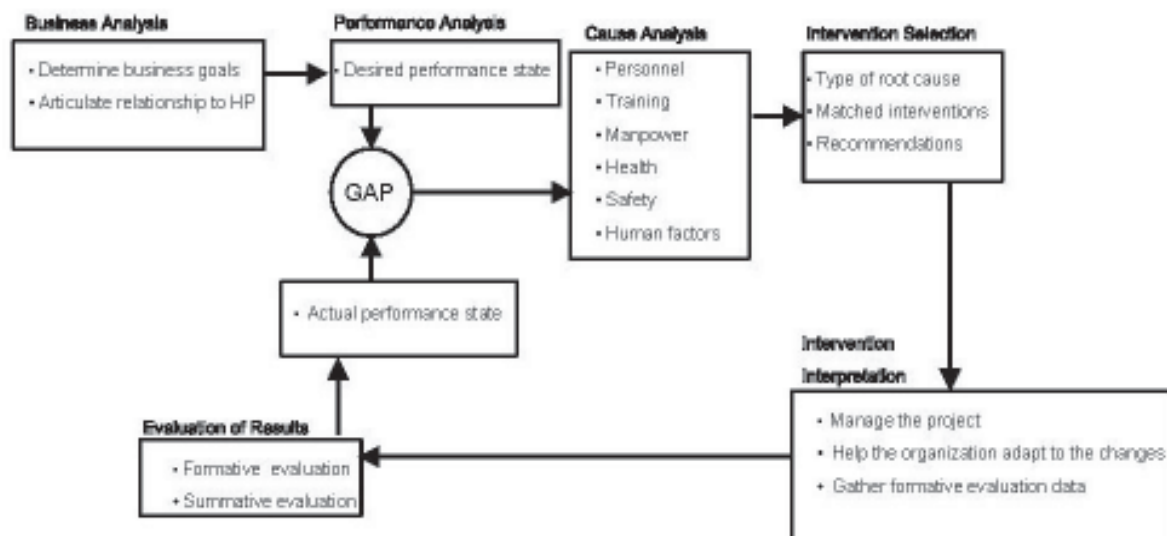 Business Analysis
• Determine business goals
• Articulate relationship to HP
Performance Analysis
• Desired performance state
GAP
Cause Analysis
• Personnel
• Training
• Manpower
• Health
• Safety
• Human factors
Intervention Selection
• Type of root cause
• Matched interventions
• Recommendations
• Actual performance state
Intervention
Interpretation
• Manage the project
• Help the organization adapt to the changes
• Gather formative evaluation data
Evaluation of Results
• Formative evaluation
• Summative evaluation